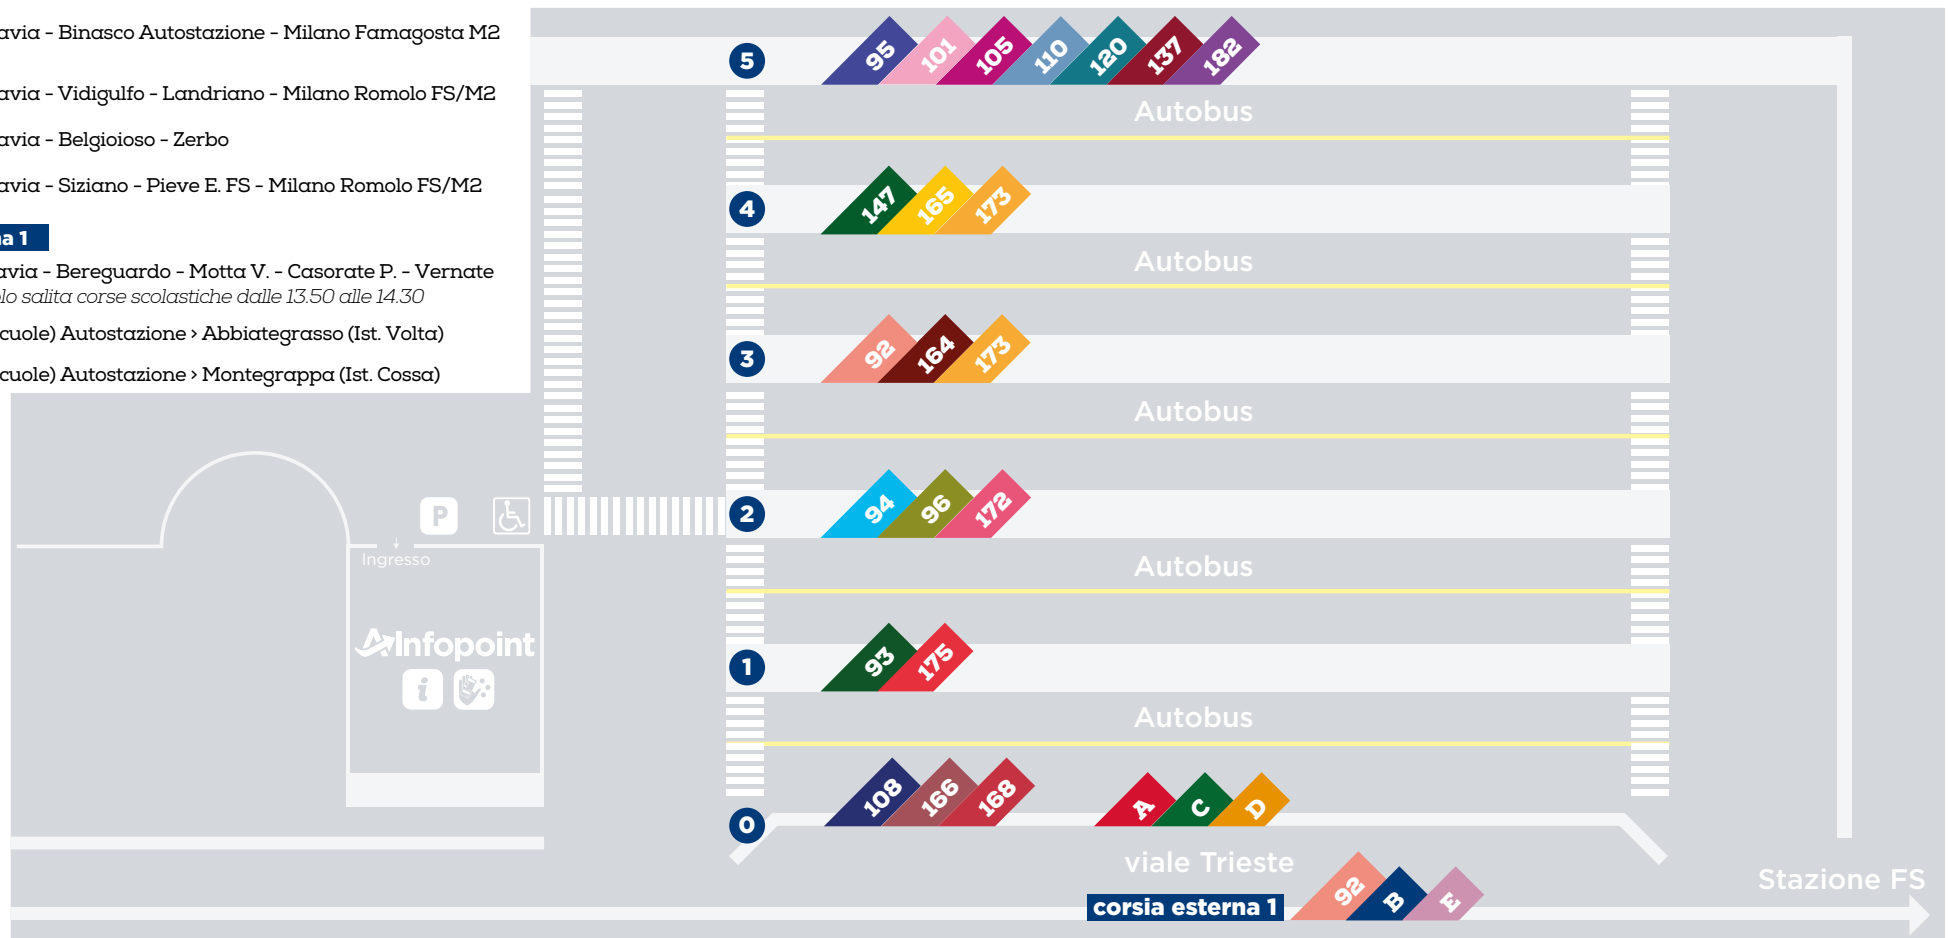 avia - Binasco Autostazione - Milano Famagosta M2
avia - Vidigulfo - Landriano - Milano Romolo FS/M2
avia - Belgioioso - Zerbo
avia - Siziano - Pieve E. FS - Milano Romolo FS/M2
na 1
avia - Bereguardo - Motta V. - Casorate P. - Vernate
olo salita corse scolastiche dalle 13.50 alle 14.30
cuole) Autostazione > Abbiategrasso (Ist. Volta)
cuole) Autostazione > Montegrappa (Ist. Cossa)
5 95 101 105 110 120 137 182
Autobus
4 147 165 173
Autobus
3 92 164 173
Autobus
2 94 96 172
P
Ingresso
Autobus
Infopoint
i
1 93 175
Autobus
0 108 166 168 A C D
viale Trieste
corsia esterna 1 92 B E
Stazione FS